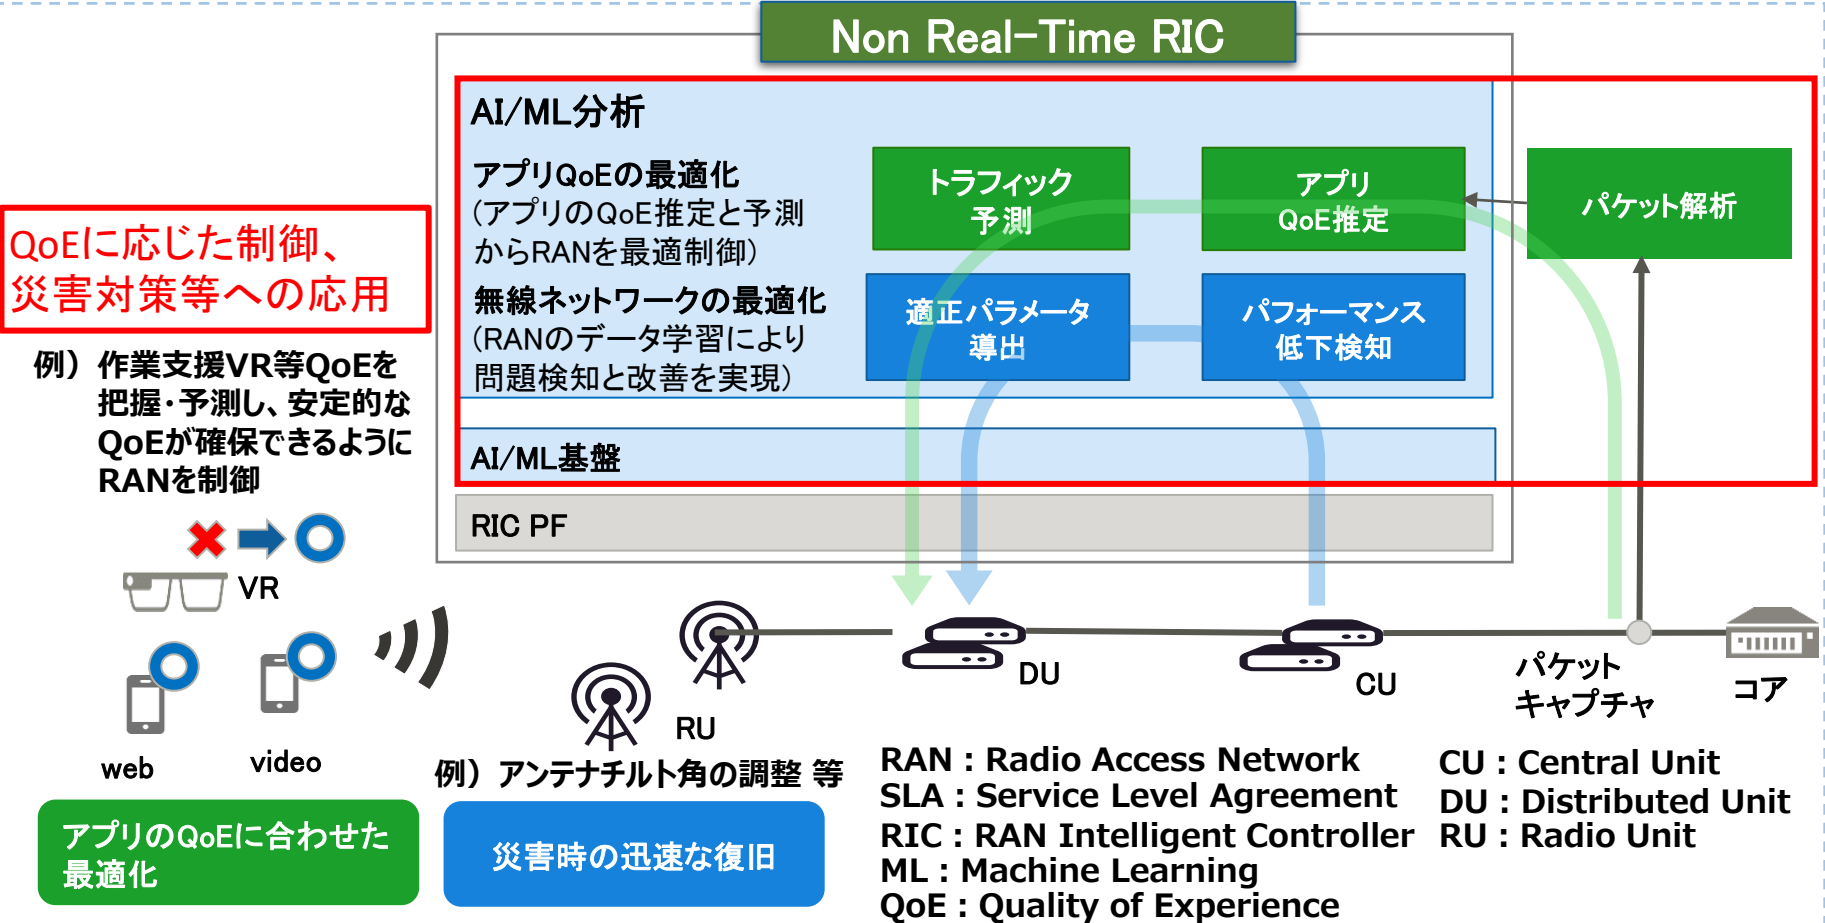 Non Real-Time RIC
AI/ML分析
アプリQoEの最適化
(アプリのQoE推定と予測
からRANを最適制御)
無線ネットワークの最適化
(RANのデータ学習により
問題検知と改善を実現)
トラフィック
予測
アプリ
QoE推定
パケット解析
適正パラメータ
導出
パフォーマンス
低下検知
AI/ML基盤
RIC PF
QoEに応じた制御、
災害対策等への応用
例）作業支援VR等QoEを
把握・予測し、安定的な
QoEが確保できるように
RANを制御
VR
web
video
RU
DU
CU
パケット
キャプチャ
コア
例）アンテナチルト角の調整 等
アプリのQoEに合わせた
最適化
災害時の迅速な復旧
RAN : Radio Access Network
SLA : Service Level Agreement
RIC : RAN Intelligent Controller
ML : Machine Learning
QoE : Quality of Experience
CU : Central Unit
DU : Distributed Unit
RU : Radio Unit